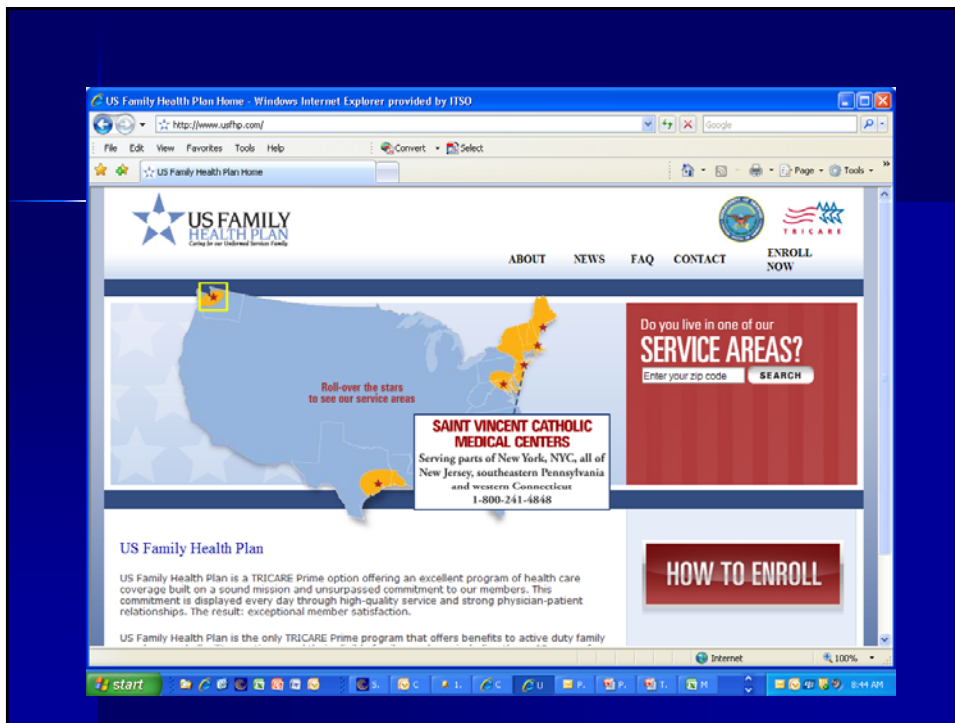 US Family Health Plan Home - Windows Internet Explorer provided by ITSO
http://www.usfhp.com/
Google
File Edit View Favorites Tools Help
Convert Select
US Family Health Plan Home
Page Tools
US FAMILY
HEALTH PLAN
Caring for our Uniformed Services Family
TRICARE
ABOUT NEWS FAQ CONTACT ENROLL
NOW
Roll-over the stars
to see our service areas
Do you live in one of our
SERVICE AREAS?
Enter your zip code SEARCH
SAINT VINCENT CATHOLIC
MEDICAL CENTERS
Serving parts of New York, NYC, all of
New Jersey, southeastern Pennsylvania
and western Connecticut
1-800-241-4848
US Family Health Plan
US Family Health Plan is a TRICARE Prime option offering an excellent program of health care
coverage built on a sound mission and unsurpassed commitment to our members. This
commitment is displayed every day through high-quality service and strong physician-patient
relationships. The result: exceptional member satisfaction.
US Family Health Plan is the only TRICARE Prime program that offers benefits to active duty family
HOW TO ENROLL
Internet 100%
start S. C 1. C U P. P. T. M 8:44 AM